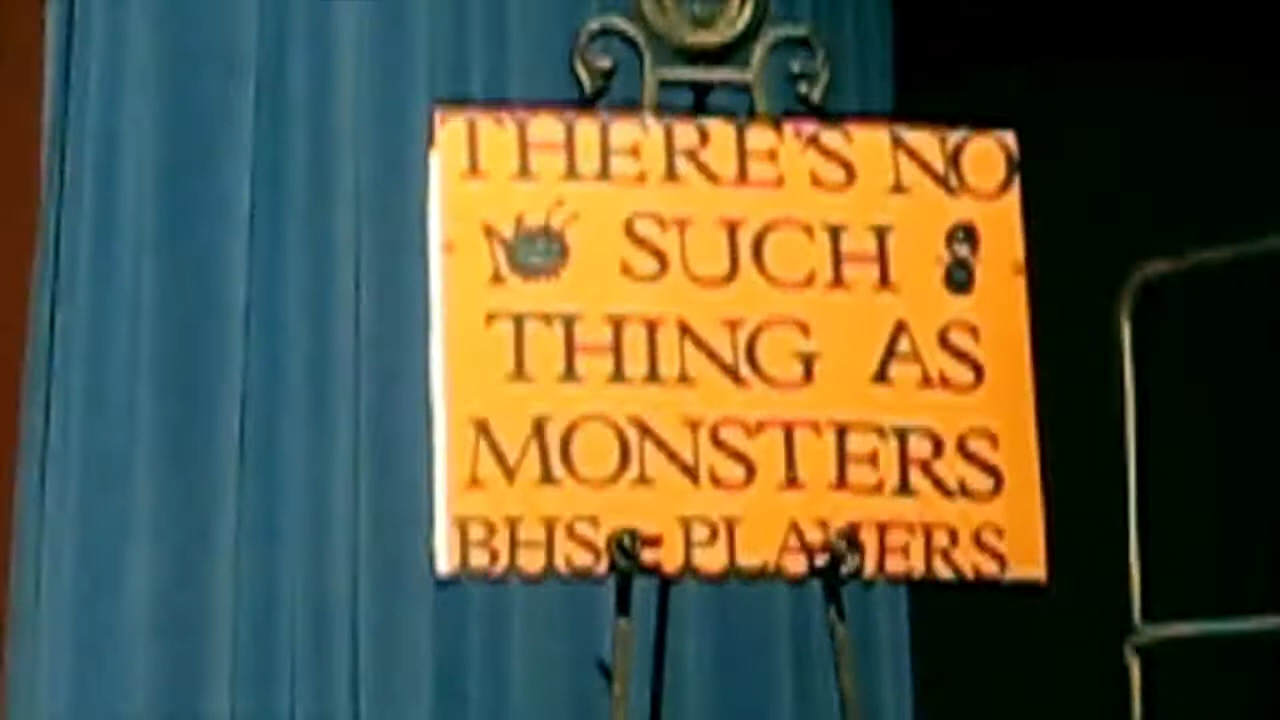 THERE'S NO
SUCH
THING AS
MONSTERS
BHS PLAYERS